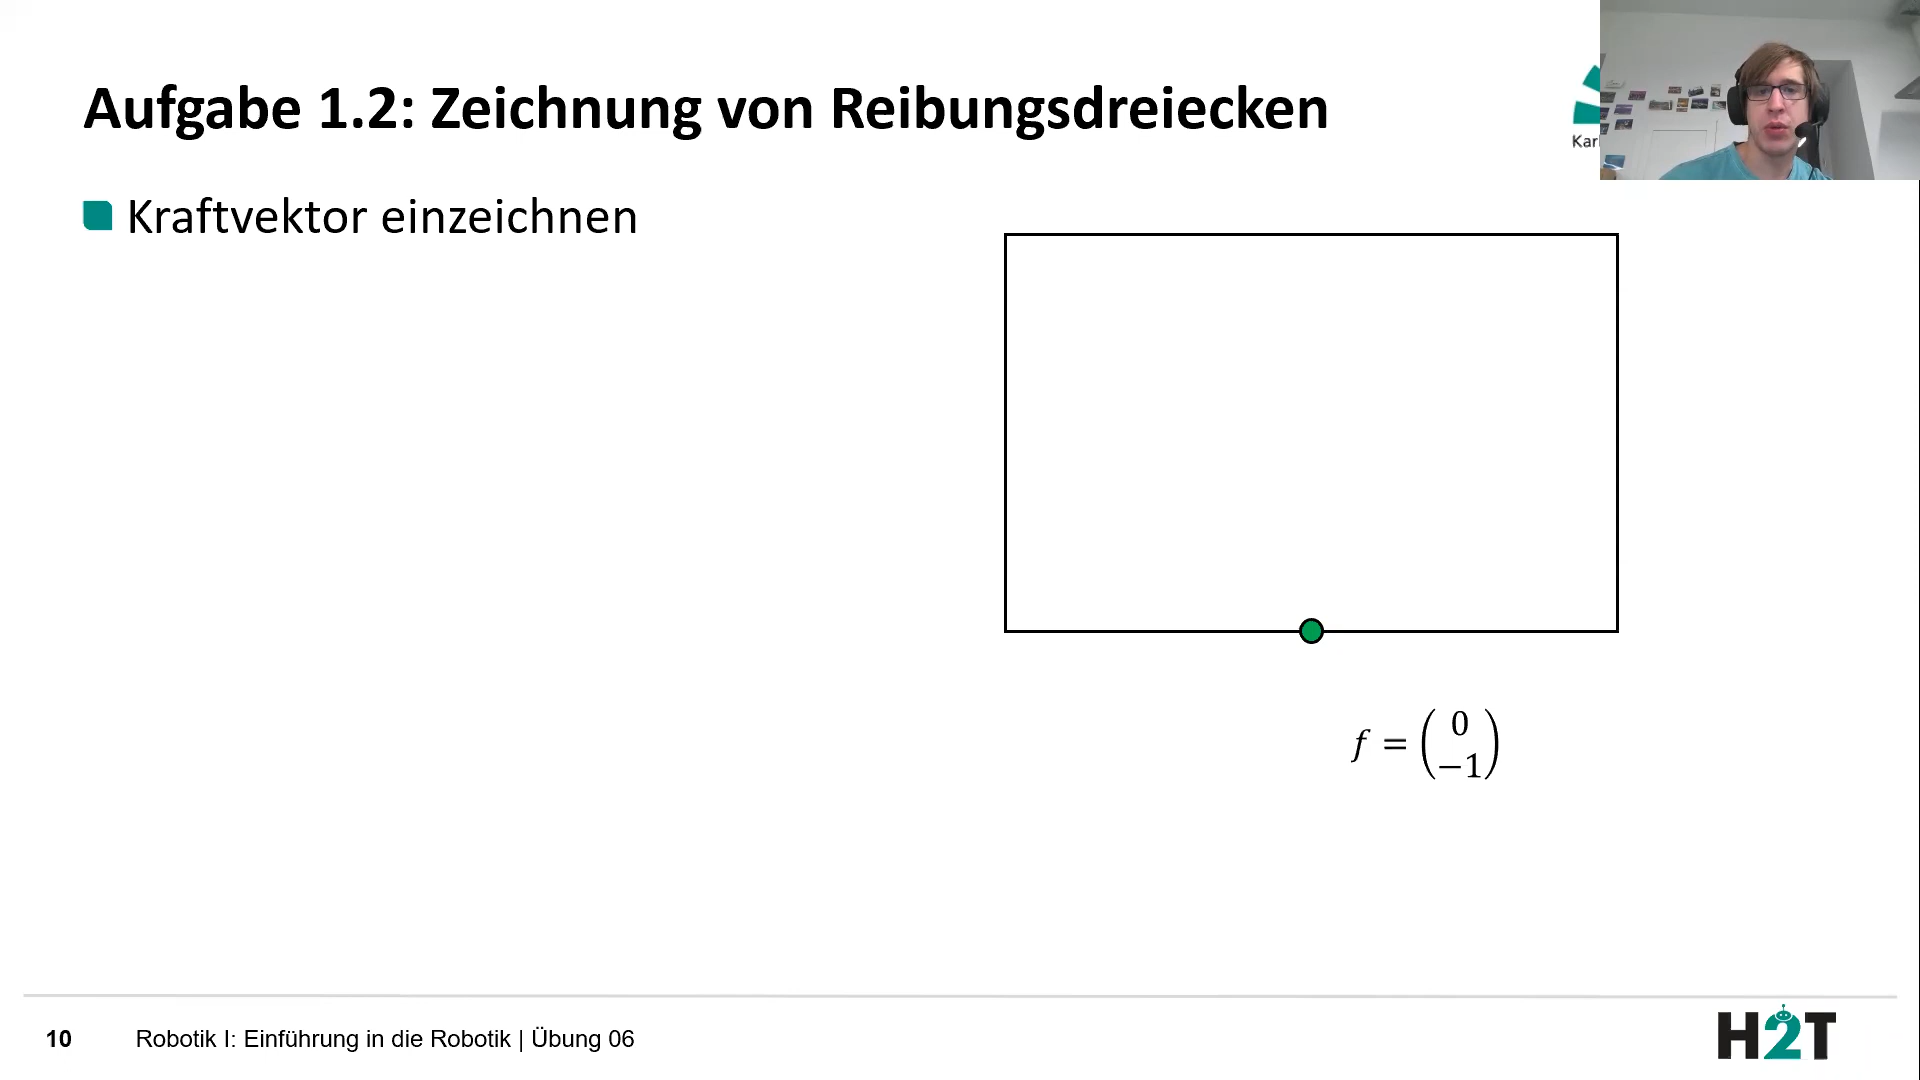 Aufgabe 1.2: Zeichnung von Reibungsdreiecken
Kar
Kraftvektor einzeichnen
f = (0
−1)
10 Robotik I: Einführung in die Robotik | Übung 06
H2T